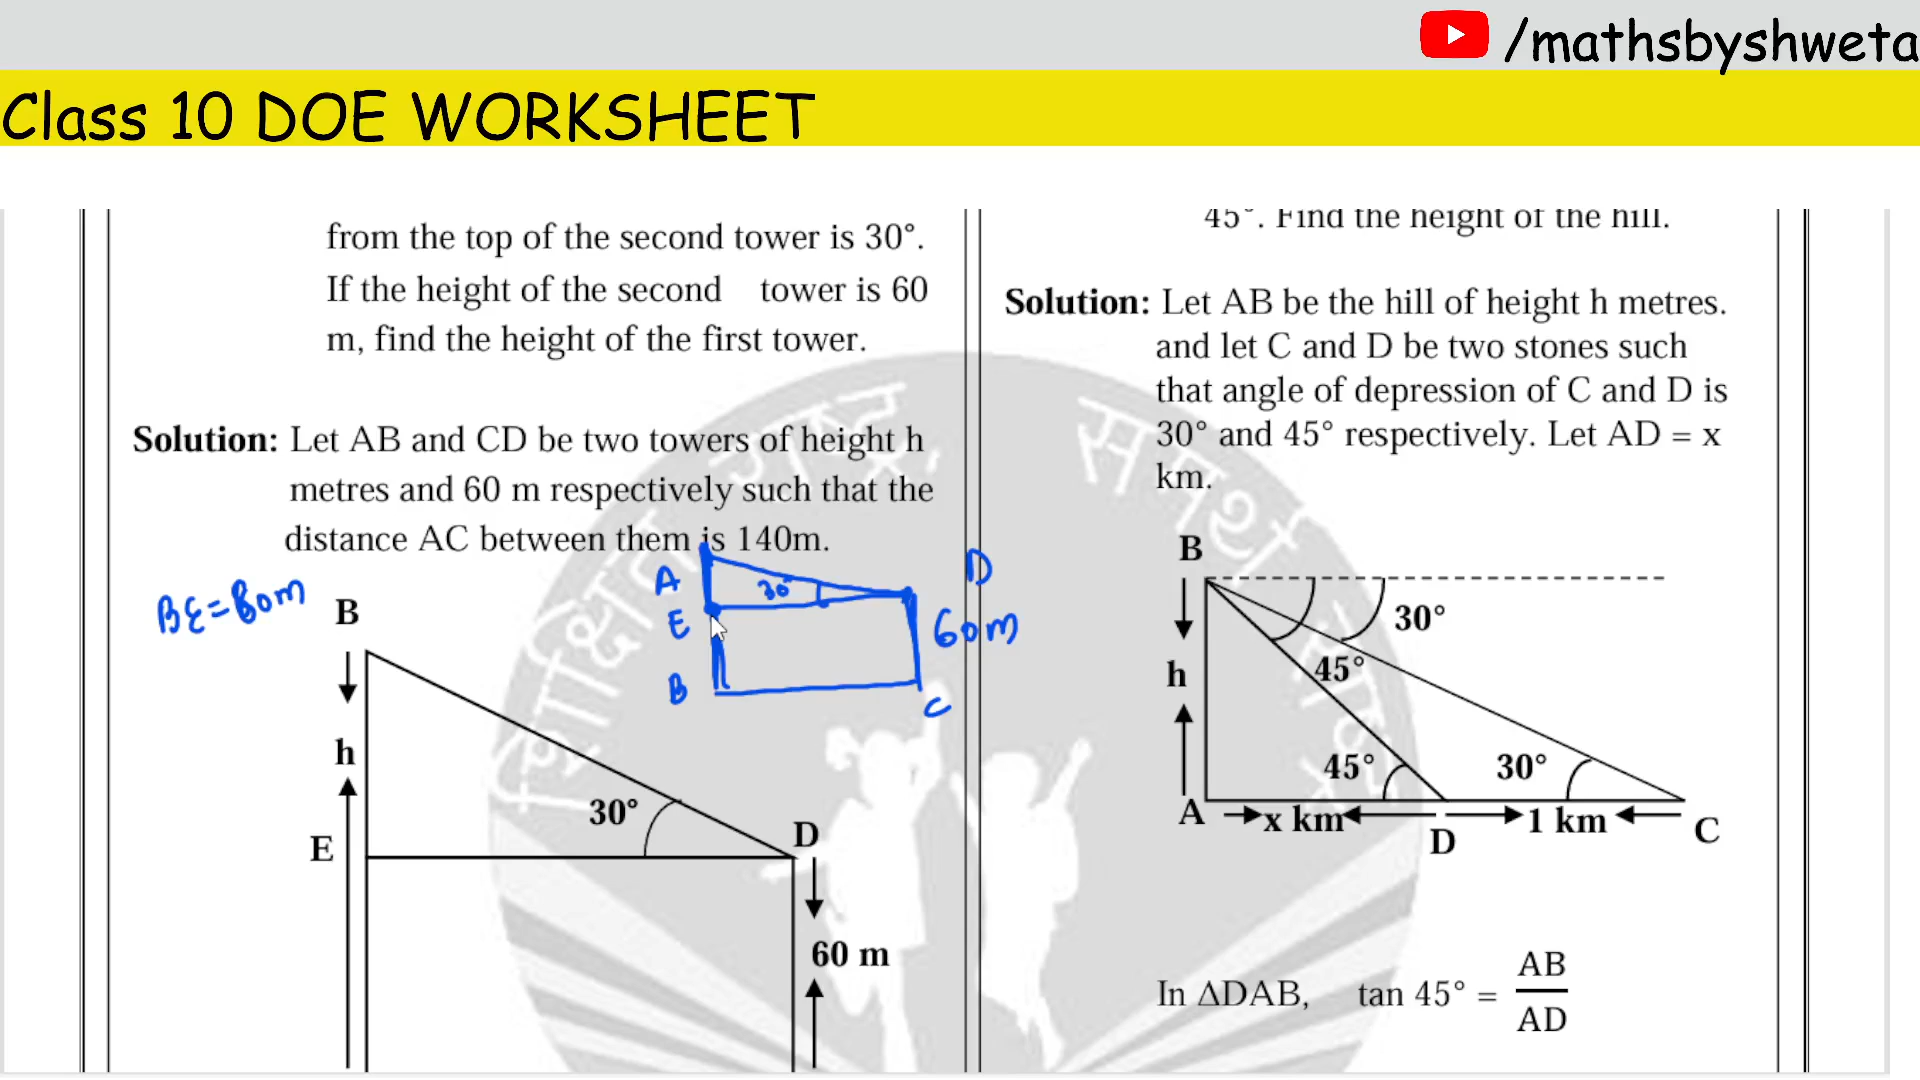 /mathsbyshweta
Class 10 DOE WORKSHEET
from the top of the second tower is 30°.
If the height of the second tower is 60
m, find the height of the first tower.
Solution: Let AB and CD be two towers of height h
metres and 60 m respectively such that the
distance AC between them is 140m.
BE=80m
A
30°
D
E
60m
B
C
B
h
30°
E
D
60 m
45°. Find the height of the hill.
Solution: Let AB be the hill of height h metres.
and let C and D be two stones such
that angle of depression of C and D is
30° and 45° respectively. Let AD = x
km.
B
30°
45°
h
45°
30°
A
x km
D
1 km
C
In ΔDAB, tan 45° = AB
AD